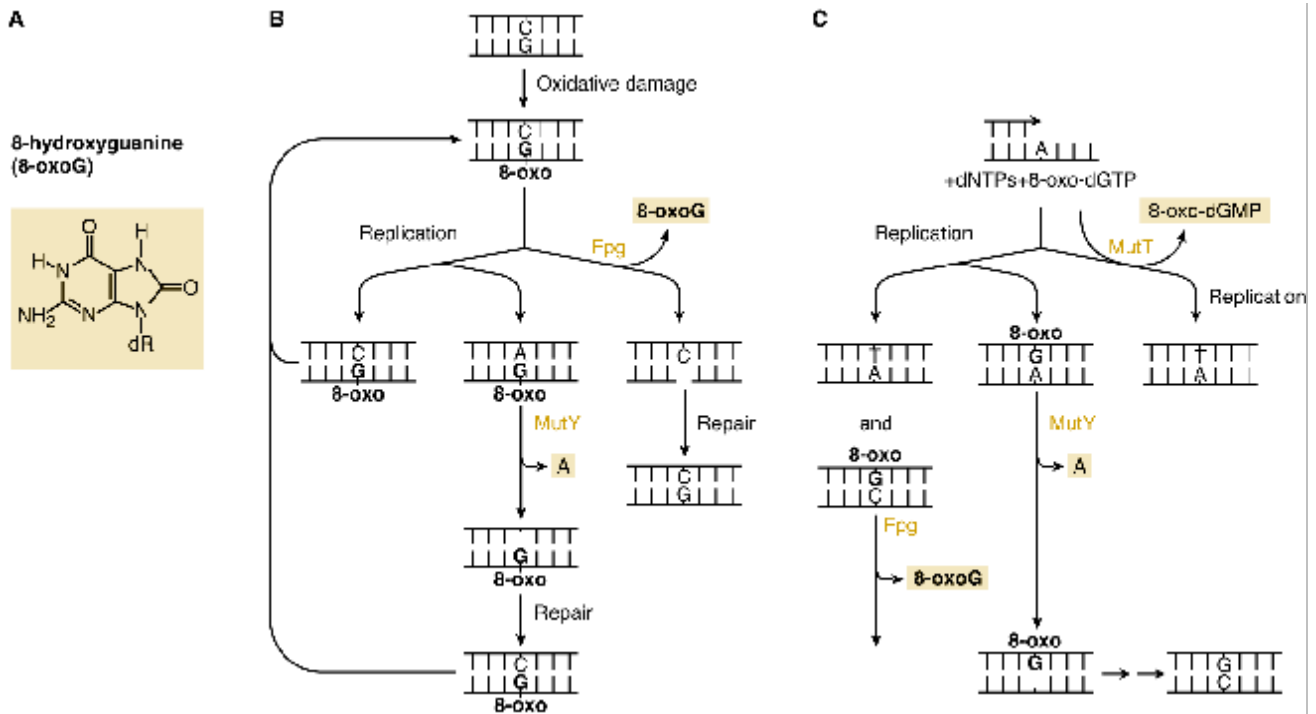 A
8-hydroxyguanine
(8-oxoG)
O
H
H
N
N
O
NH2
N
N
dR
B
C
G
Oxidative damage
C
G
8-oxo
Replication
Fpg
8-oxoG
C
G
8-oxo
A
G
8-oxo
C
MutY
A
Repair
C
G
G
8-oxo
Repair
C
G
8-oxo
C
A
+dNTPs+8-oxo-dGTP
Replication
MutT
8-oxo-dGMP
Replication
T
A
8-oxo
G
A
T
A
and
8-oxo
G
C
Fpg
8-oxoG
MutY
A
8-oxo
G
G
C